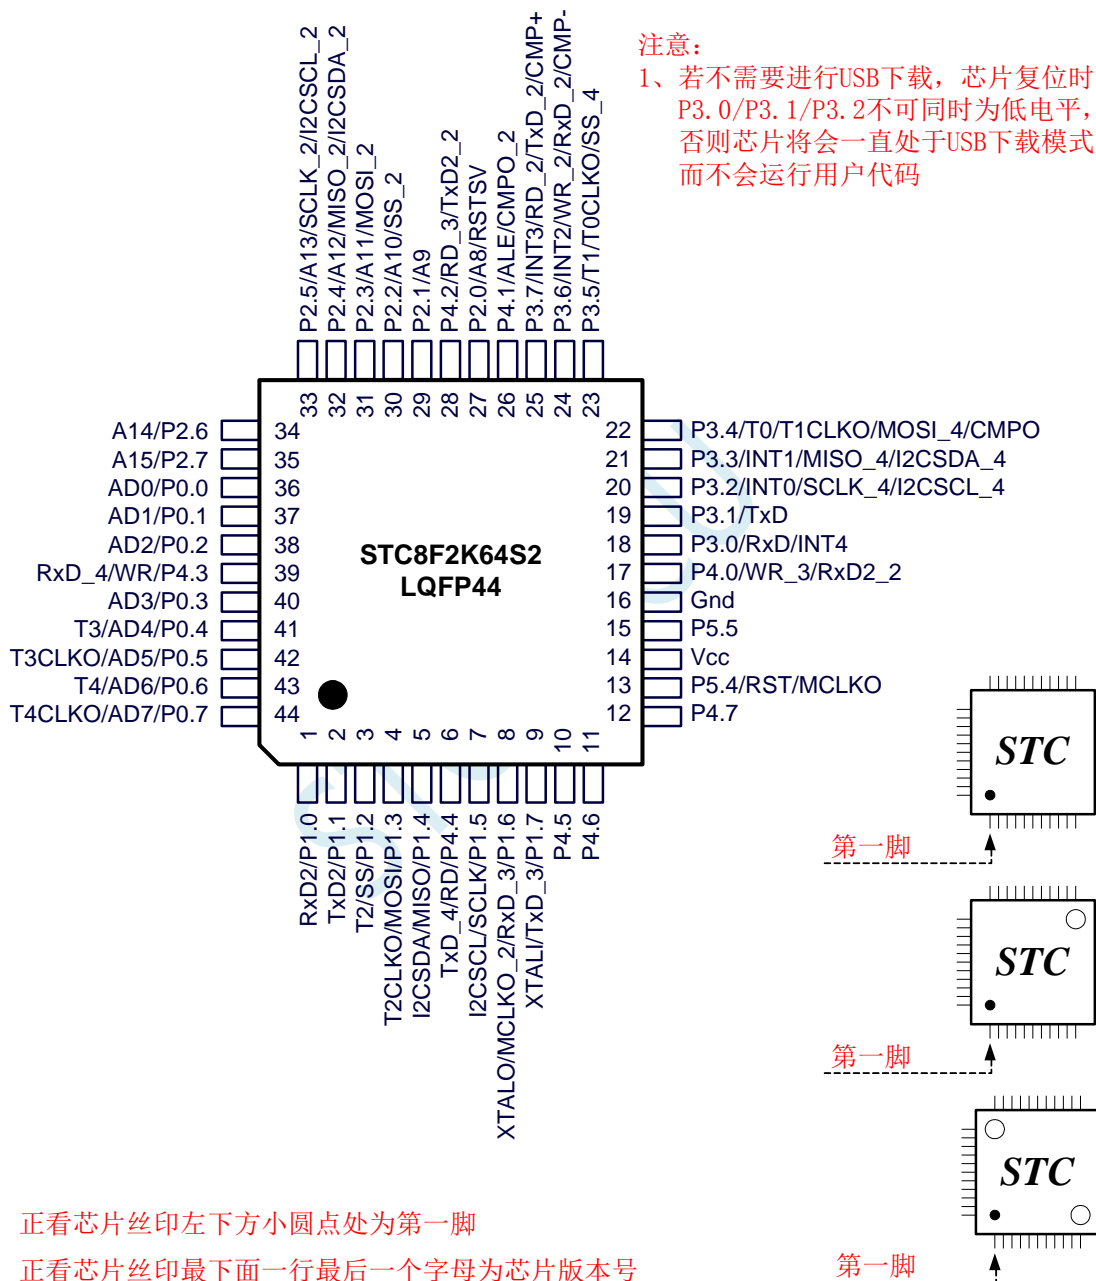 注意：
1、若不需要进行USB下载，芯片复位时
P3.0/P3.1/P3.2不可同时为低电平，
否则芯片将会一直处于USB下载模式
而不会运行用户代码
P2.5/A13/SCLK_2/I2CSCL_2
P2.4/A12/MISO_2/I2CSDA_2
P2.3/A11/MOSI_2
P2.2/A10/SS_2
P2.1/A9
P4.2/RD_3/TxD2_2
P2.0/A8/RSTSV
P4.1/ALE/CMPO_2
P3.7/INT3/RD_2/TxD_2/CMP+
P3.6/INT2/WR_2/RxD_2/CMP-
P3.5/T1/T0CLKO/SS_4
33 32 31 30 29 28 27 26 25 24 23
A14/P2.6 34
A15/P2.7 35
AD0/P0.0 36
AD1/P0.1 37
AD2/P0.2 38
RxD_4/WR/P4.3 39
AD3/P0.3 40
T3/AD4/P0.4 41
T3CLKO/AD5/P0.5 42
T4/AD6/P0.6 43
T4CLKO/AD7/P0.7 44
STC8F2K64S2
LQFP44
22 P3.4/T0/T1CLKO/MOSI_4/CMPO
21 P3.3/INT1/MISO_4/I2CSDA_4
20 P3.2/INT0/SCLK_4/I2CSCL_4
19 P3.1/TxD
18 P3.0/RxD/INT4
17 P4.0/WR_3/RxD2_2
16 Gnd
15 P5.5
14 Vcc
13 P5.4/RST/MCLKO
12 P4.7
1 2 3 4 5 6 7 8 9 10 11
RxD2/P1.0
TxD2/P1.1
T2/SS/P1.2
T2CLKO/MOSI/P1.3
I2CSDA/MISO/P1.4
TxD_4/RD/P4.4
I2CSCL/SCLK/P1.5
XTALO/MCLKO_2/RxD_3/P1.6
XTALI/TxD_3/P1.7
P4.5
P4.6
STC
第一脚
STC
第一脚
STC
第一脚
正看芯片丝印左下方小圆点处为第一脚
正看芯片丝印最下面一行最后一个字母为芯片版本号